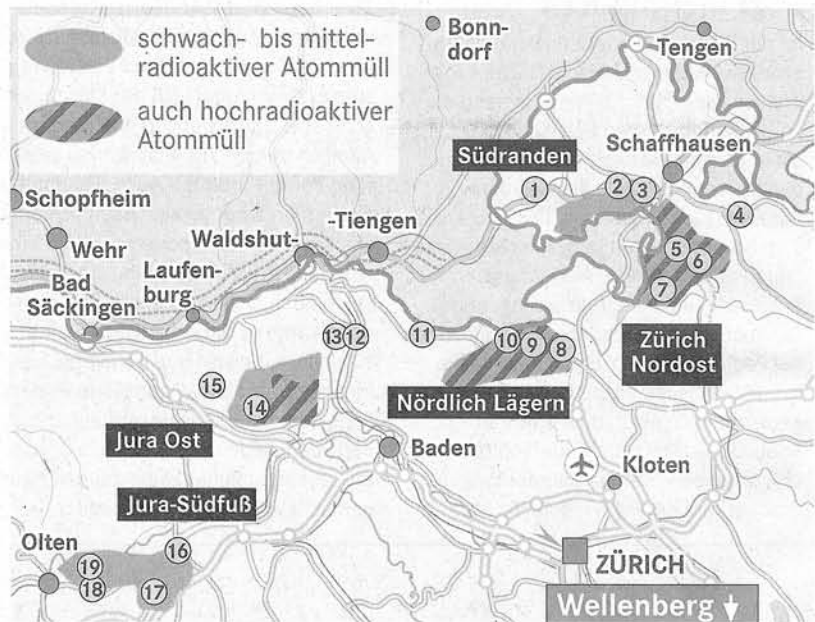 schwach- bis mittel-
radioaktiver Atommüll
auch hochradioaktiver
Atommüll
Bonn-
dorf
Tengen
Südranden
Schaffhausen
1
2
3
4
Schopfheim
Wehr
Waldshut-
-Tiengen
Bad
Säckingen
Laufen-
burg
5
6
7
13
12
11
10
9
8
Zürich
Nordost
15
14
Nördlich Lägern
Jura Ost
Baden
Kloten
Jura-Südfuß
Olten
16
19
18
17
ZÜRICH
Wellenberg